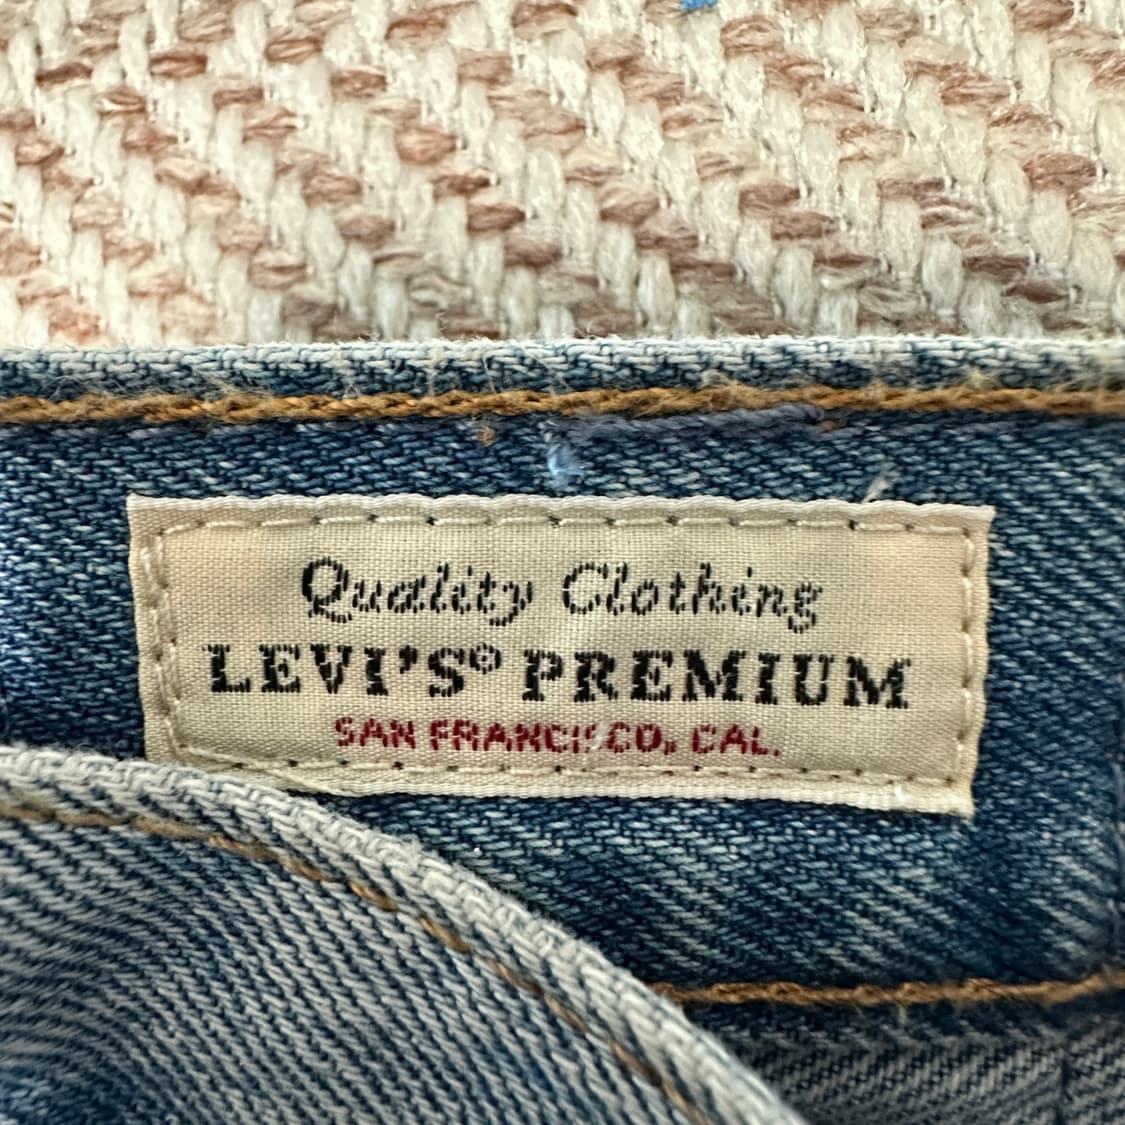 Quality Clothing
LEVI'S® PREMIUM
SAN FRANCISCO, CAL.